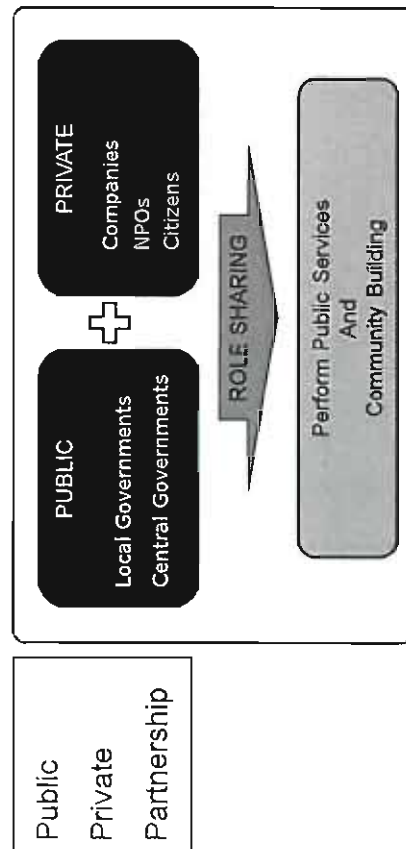 Public
Private
Partnership
PUBLIC
Local Governments
Central Governments
PRIVATE
Companies
NPOs
Citizens
ROLE SHARING
Perform Public Services
And
Community Building